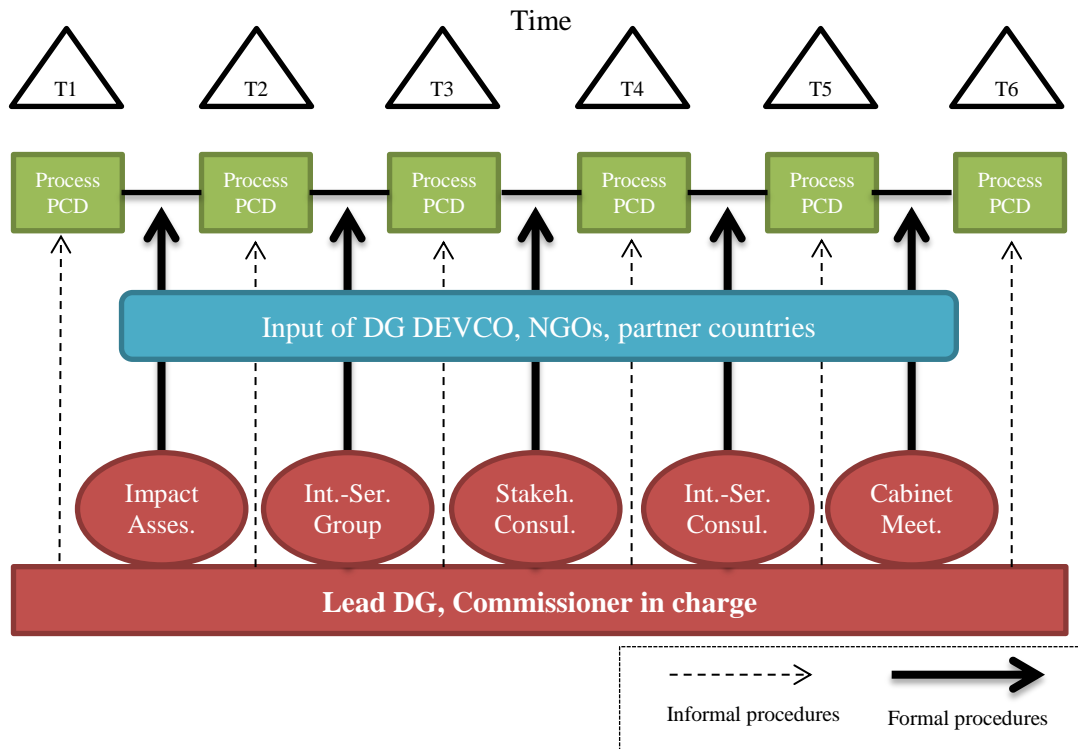 Time
T1
T2
T3
T4
T5
T6
Process
PCD
Process
PCD
Process
PCD
Process
PCD
Process
PCD
Process
PCD
Input of DG DEVCO, NGOs, partner countries
Impact
Asses.
Int.-Ser.
Group
Stakeh.
Consul.
Int.-Ser.
Consul.
Cabinet
Meet.
Lead DG, Commissioner in charge
Informal procedures
Formal procedures